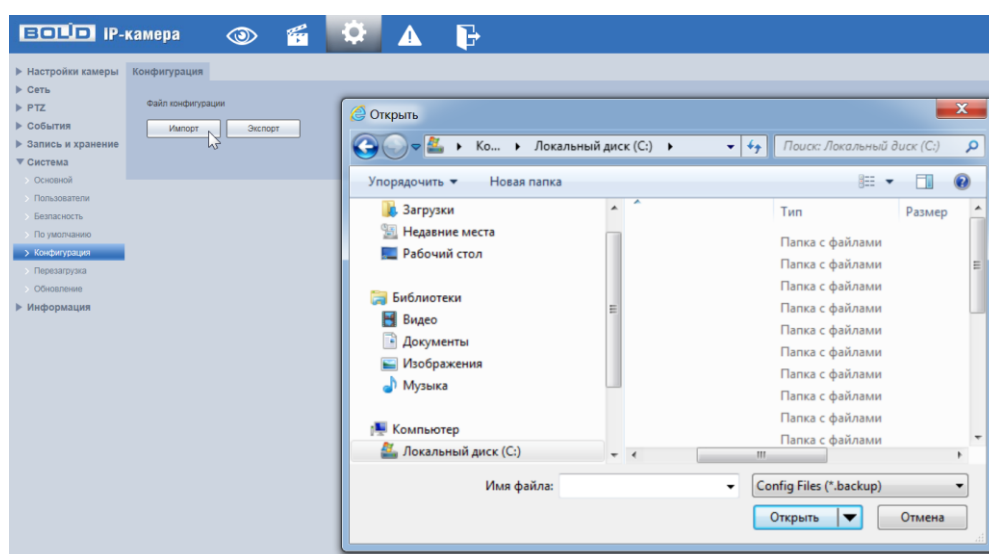 BOLID IP-камера
Настройки камеры
Сеть
PTZ
События
Запись и хранение
Система
Основной
Пользователи
Безпасность
По умолчанию
Конфигурация
Перезагрузка
Обновление
Информация
Конфигурация
Файл конфигурации
Импорт Экспорт
Открыть
Ко... Локальный диск (C:) Поиск: Локальный диск (C:)
Упорядочить Новая папка
Загрузки
Недавние места
Рабочий стол
Библиотеки
Видео
Документы
Изображения
Музыка
Компьютер
Локальный диск (C:)
Тип Размер
Папка с файлами
Папка с файлами
Папка с файлами
Папка с файлами
Папка с файлами
Папка с файлами
Папка с файлами
Папка с файлами
Папка с файлами
Папка с файлами
Имя файла: Config Files (*.backup)
Открыть Отмена